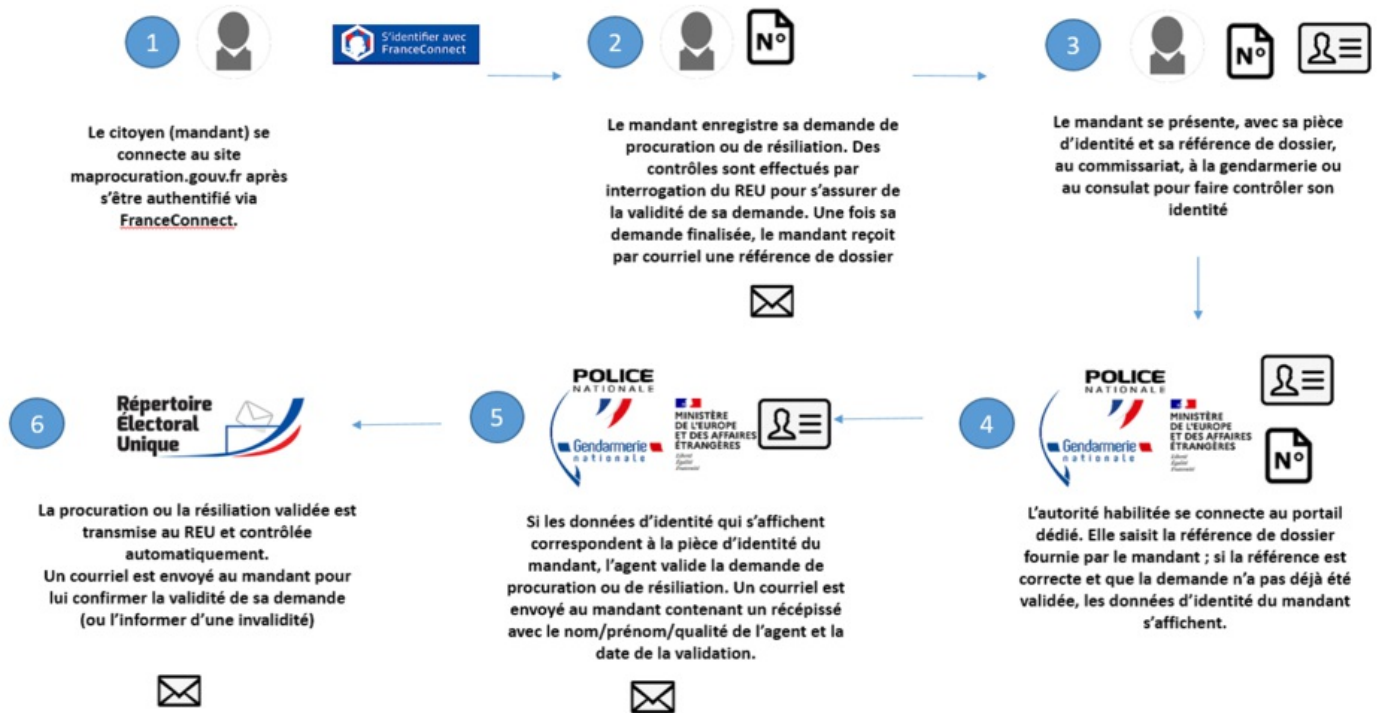 1
S'identifier avec
FranceConnect
Le citoyen (mandant) se
connecte au site
maprocuration.gouv.fr après
s'être authentifié via
FranceConnect.
2
N°
Le mandant enregistre sa demande de
procuration ou de résiliation. Des
contrôles sont effectués par
interrogation du REU pour s'assurer de
la validité de sa demande. Une fois sa
demande finalisée, le mandant reçoit
par courriel une référence de dossier
3
N°
Le mandant se présente, avec sa pièce
d'identité et sa référence de dossier,
au commissariat, à la gendarmerie ou
au consulat pour faire contrôler son
identité
4
POLICE
NATIONALE
Gendarmerie
nationale
MINISTÈRE
DE L'EUROPE
ET DES AFFAIRES
ÉTRANGÈRES
Liberté
Égalité
Fraternité
N°
L'autorité habilitée se connecte au portail
dédié. Elle saisit la référence de dossier
fournie par le mandant ; si la référence est
correcte et que la demande n'a pas déjà été
validée, les données d'identité du mandant
s'affichent.
5
POLICE
NATIONALE
Gendarmerie
nationale
MINISTÈRE
DE L'EUROPE
ET DES AFFAIRES
ÉTRANGÈRES
Liberté
Égalité
Fraternité
Si les données d'identité qui s'affichent
correspondent à la pièce d'identité du
mandant, l'agent valide la demande de
procuration ou de résiliation. Un courriel est
envoyé au mandant contenant un récépissé
avec le nom/prénom/qualité de l'agent et la
date de la validation.
6
Répertoire
Électoral
Unique
La procuration ou la résiliation validée est
transmise au REU et contrôlée
automatiquement.
Un courriel est envoyé au mandant pour
lui confirmer la validité de sa demande
(ou l'informer d'une invalidité)